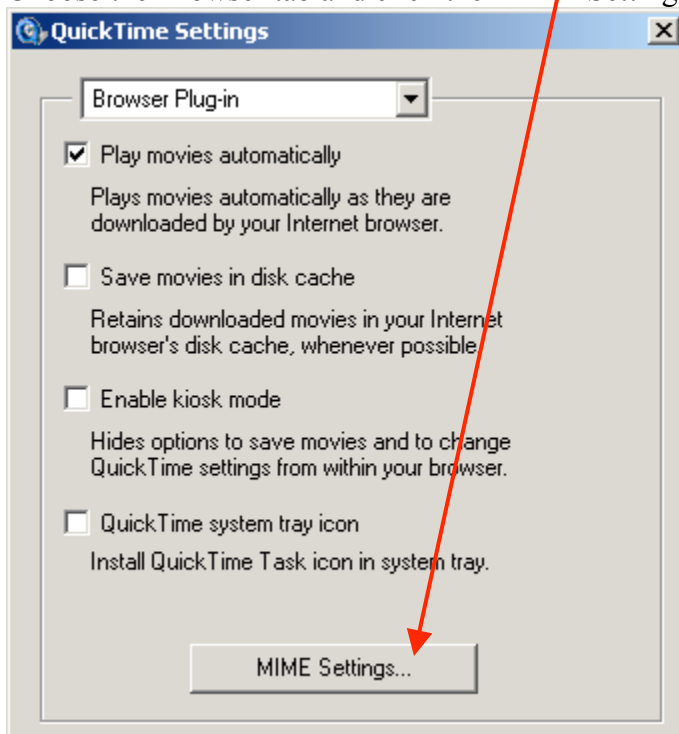 QuickTime Settings
Browser Plug-in
Play movies automatically
Plays movies automatically as they are
downloaded by your Internet browser.
Save movies in disk cache
Retains downloaded movies in your Internet
browser's disk cache, whenever possible.
Enable kiosk mode
Hides options to save movies and to change
QuickTime settings from within your browser.
QuickTime system tray icon
Install QuickTime Task icon in system tray.
MIME Settings...